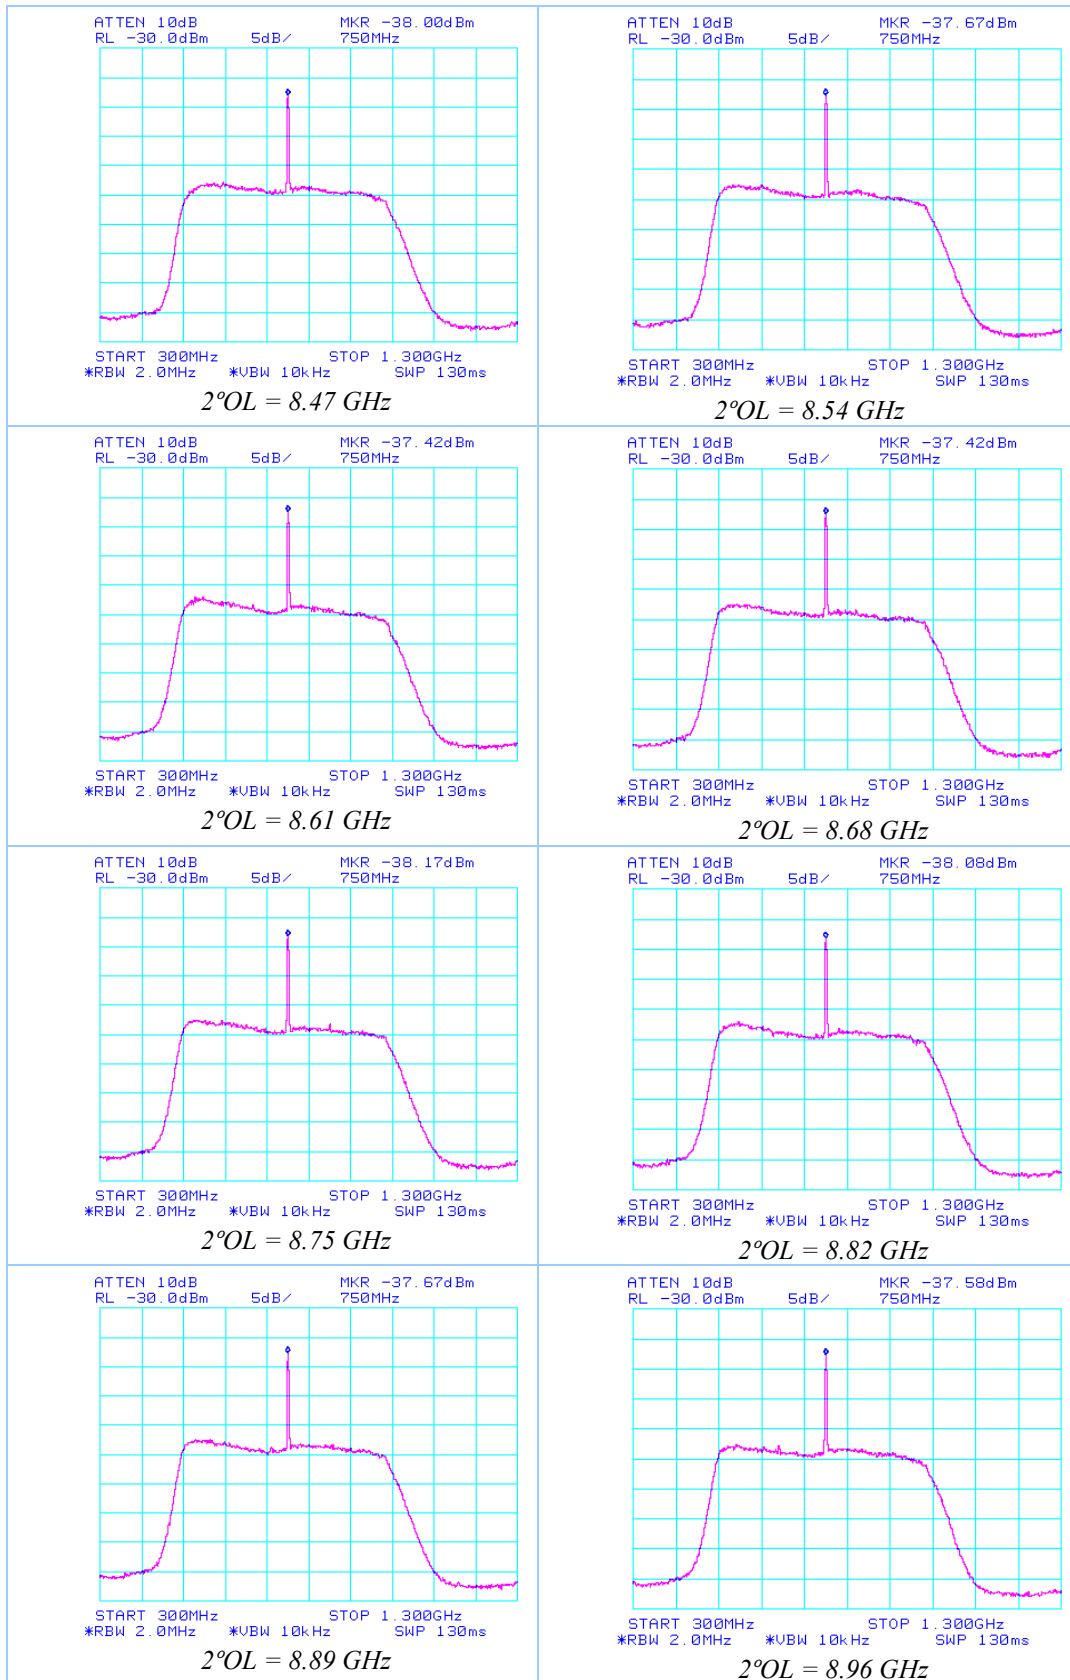 ATTEN 10dB MKR -38.00dBm
RL -30.0dBm 5dB/ 750MHz
START 300MHz STOP 1.300GHz
*RBW 2.0MHz *VBW 10kHz SWP 130ms
2ºOL = 8.47 GHz
ATTEN 10dB MKR -37.67dBm
RL -30.0dBm 5dB/ 750MHz
START 300MHz STOP 1.300GHz
*RBW 2.0MHz *VBW 10kHz SWP 130ms
2ºOL = 8.54 GHz
ATTEN 10dB MKR -37.42dBm
RL -30.0dBm 5dB/ 750MHz
START 300MHz STOP 1.300GHz
*RBW 2.0MHz *VBW 10kHz SWP 130ms
2ºOL = 8.61 GHz
ATTEN 10dB MKR -37.42dBm
RL -30.0dBm 5dB/ 750MHz
START 300MHz STOP 1.300GHz
*RBW 2.0MHz *VBW 10kHz SWP 130ms
2ºOL = 8.68 GHz
ATTEN 10dB MKR -38.17dBm
RL -30.0dBm 5dB/ 750MHz
START 300MHz STOP 1.300GHz
*RBW 2.0MHz *VBW 10kHz SWP 130ms
2ºOL = 8.75 GHz
ATTEN 10dB MKR -38.08dBm
RL -30.0dBm 5dB/ 750MHz
START 300MHz STOP 1.300GHz
*RBW 2.0MHz *VBW 10kHz SWP 130ms
2ºOL = 8.82 GHz
ATTEN 10dB MKR -37.67dBm
RL -30.0dBm 5dB/ 750MHz
START 300MHz STOP 1.300GHz
*RBW 2.0MHz *VBW 10kHz SWP 130ms
2ºOL = 8.89 GHz
ATTEN 10dB MKR -37.58dBm
RL -30.0dBm 5dB/ 750MHz
START 300MHz STOP 1.300GHz
*RBW 2.0MHz *VBW 10kHz SWP 130ms
2ºOL = 8.96 GHz